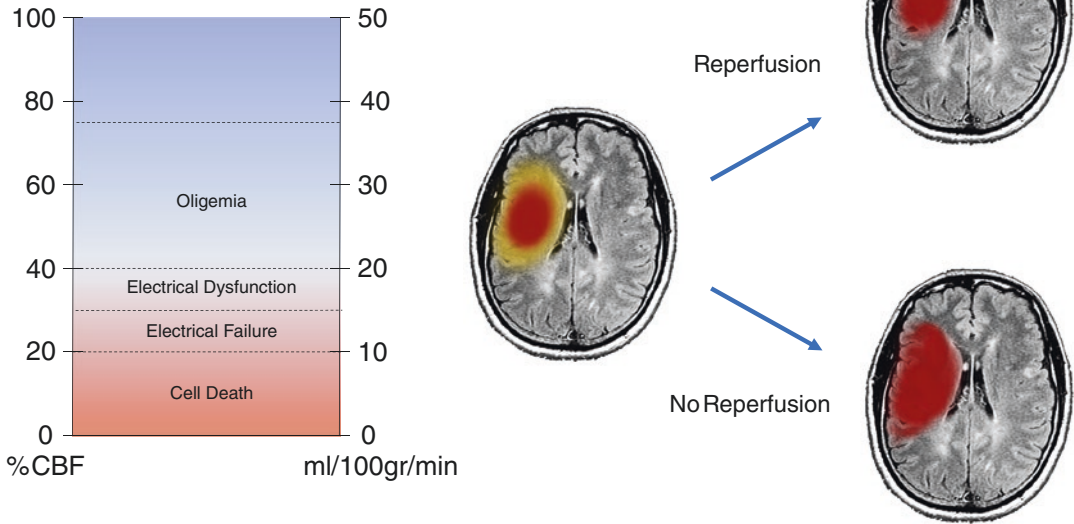 100
80
60
40
20
0
%CBF
50
40
30
20
10
0
ml/100gr/min
Oligemia
Electrical Dysfunction
Electrical Failure
Cell Death
Reperfusion
No Reperfusion